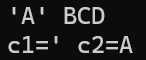 'A' BCD
c1=' c2=A